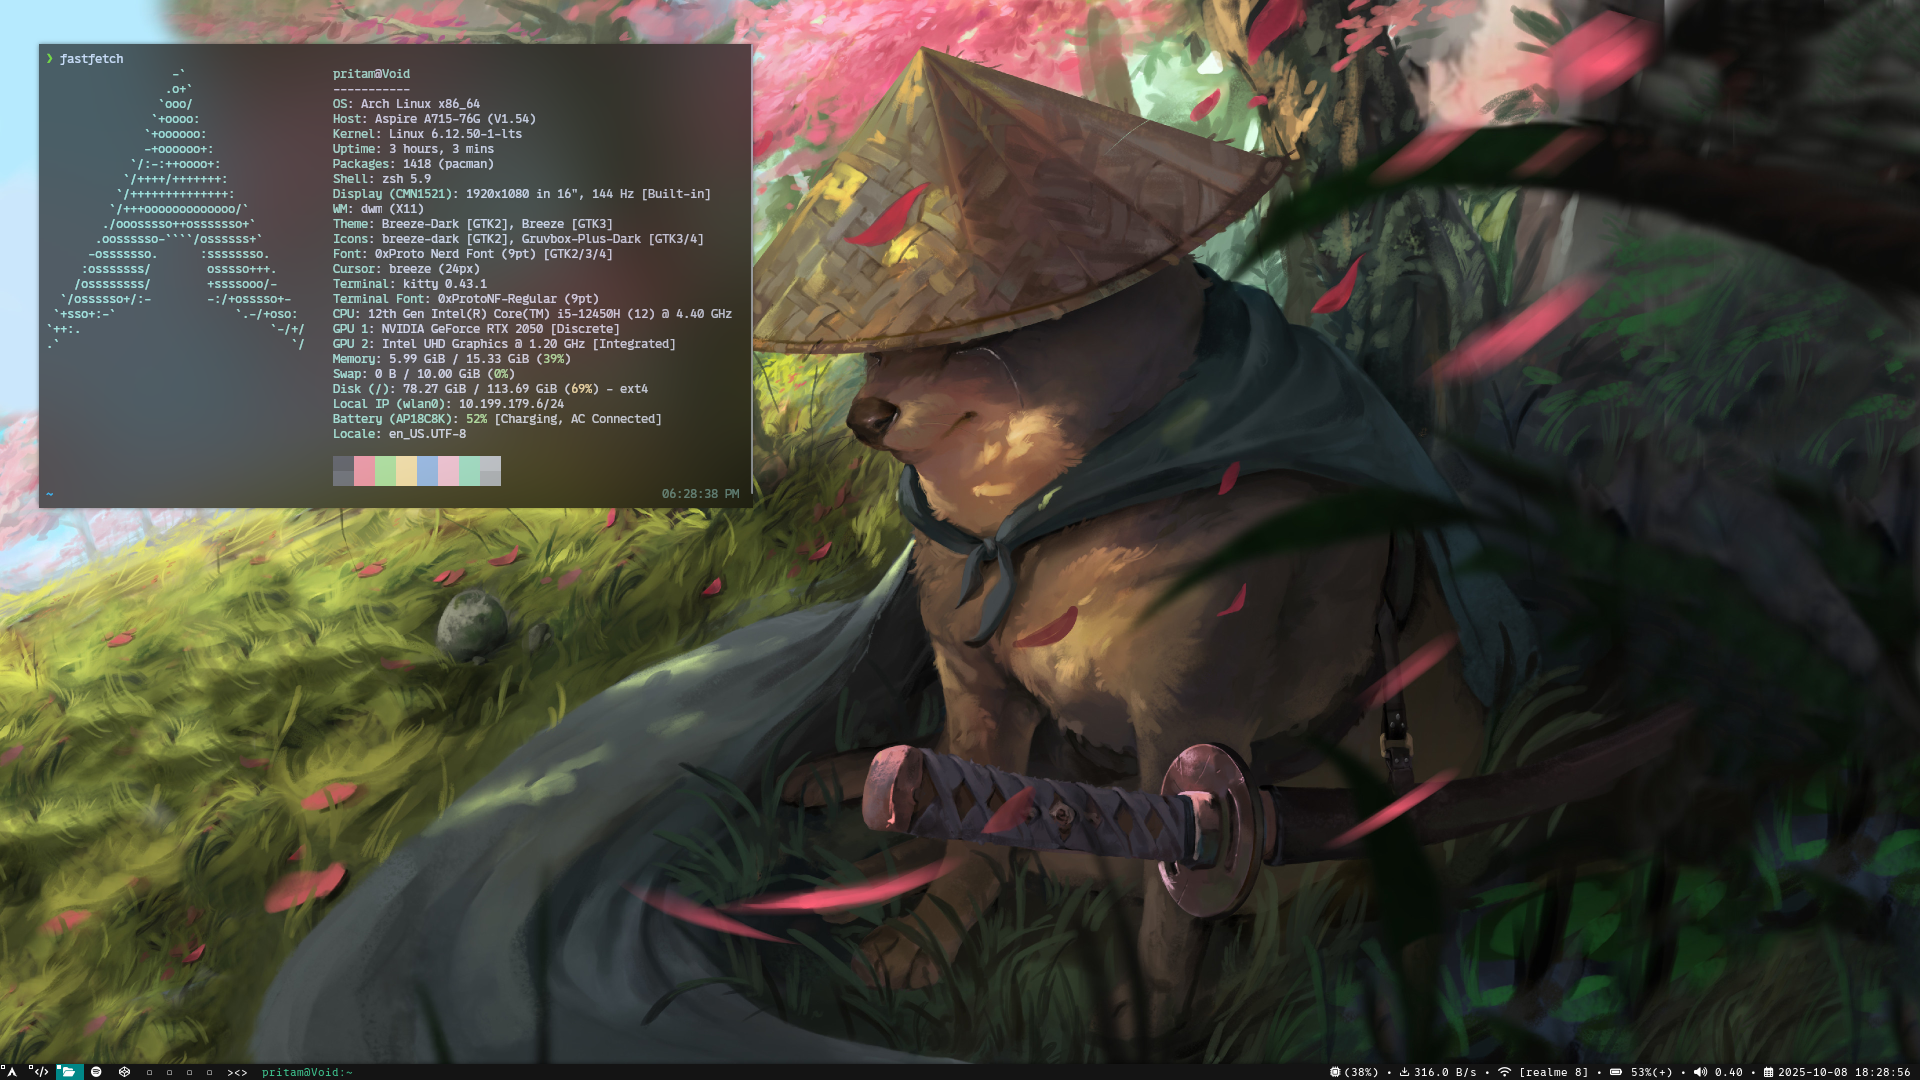 ❯ fastfetch
pritam@Void
-----------
OS: Arch Linux x86_64
Host: Aspire A715-76G (V1.54)
Kernel: Linux 6.12.50-1-lts
Uptime: 3 hours, 3 mins
Packages: 1418 (pacman)
Shell: zsh 5.9
Display (CMN1521): 1920x1080 in 16", 144 Hz [Built-in]
WM: dwm (X11)
Theme: Breeze-Dark [GTK2], Breeze [GTK3]
Icons: breeze-dark [GTK2], Gruvbox-Plus-Dark [GTK3/4]
Font: 0xProto Nerd Font (9pt) [GTK2/3/4]
Cursor: breeze (24px)
Terminal: kitty 0.43.1
Terminal Font: 0xProtoNF-Regular (9pt)
CPU: 12th Gen Intel(R) Core(TM) i5-12450H (12) @ 4.40 GHz
GPU 1: NVIDIA GeForce RTX 2050 [Discrete]
GPU 2: Intel UHD Graphics @ 1.20 GHz [Integrated]
Memory: 5.99 GiB / 15.33 GiB (39%)
Swap: 0 B / 10.00 GiB (0%)
Disk (/): 78.27 GiB / 113.69 GiB (69%) - ext4
Local IP (wlan0): 10.199.179.6/24
Battery (AP18C8K): 52% [Charging, AC Connected]
Locale: en_US.UTF-8
~ 06:28:38 PM
><> pritam@Void:~ (38%) • 316.0 B/s • [realme 8] • 53%(+) • 0.40 • 2025-10-08 18:28:56